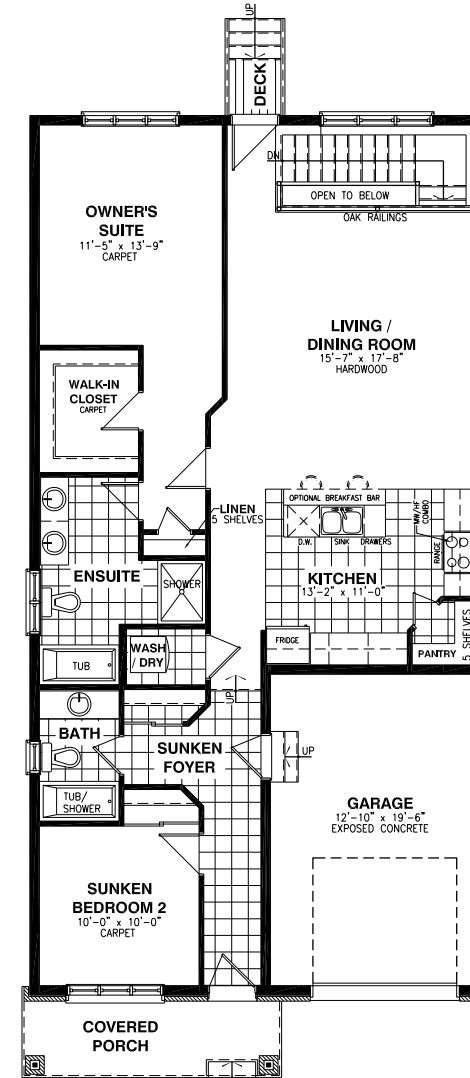 UP
DECK
DN
OPEN TO BELOW
OAK RAILINGS
OWNER'S
SUITE
11'-5" x 13'-9"
CARPET
LIVING /
DINING ROOM
15'-7" x 17'-8"
HARDWOOD
WALK-IN
CLOSET
CARPET
LINEN
5 SHELVES
OPTIONAL BREAKFAST BAR
D.W.
SINK
DRAWERS
MW/HF
COMBO
RANGE
ENSUITE
SHOWER
KITCHEN
13'-2" x 11'-0"
TUB
WASH
/ DRY
FRIDGE
PANTRY
5 SHELVES
UP
BATH
SUNKEN
FOYER
UP
TUB/
SHOWER
GARAGE
12'-10" x 19'-6"
EXPOSED CONCRETE
SUNKEN
BEDROOM 2
10'-0" x 10'-0"
CARPET
COVERED
PORCH